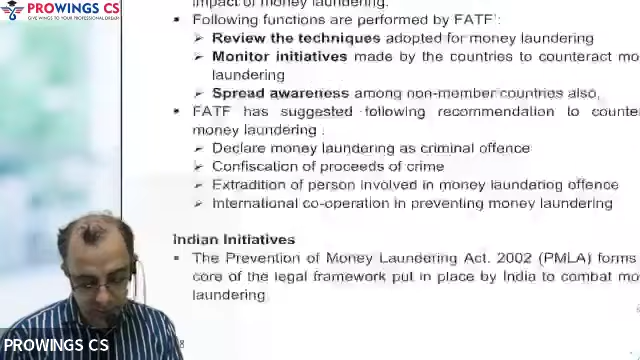 PROWINGS CS
GIVE WINGS TO YOUR PROFESSIONAL DREAM
impact of money laundering.
▪ Following functions are performed by FATF:
➢ Review the techniques adopted for money laundering
➢ Monitor initiatives made by the countries to counteract mo
laundering
➢ Spread awareness among non-member countries also,
▪ FATF has suggested following recommendation to counte
money laundering :
➢ Declare money laundering as criminal offence
➢ Confiscation of proceeds of crime
➢ Extradition of person involved in money laundering offence
➢ International co-operation in preventing money laundering
Indian Initiatives
▪ The Prevention of Money Laundering Act. 2002 (PMLA) forms
core of the legal framework put in place by India to combat mo
laundering
PROWINGS CS
8